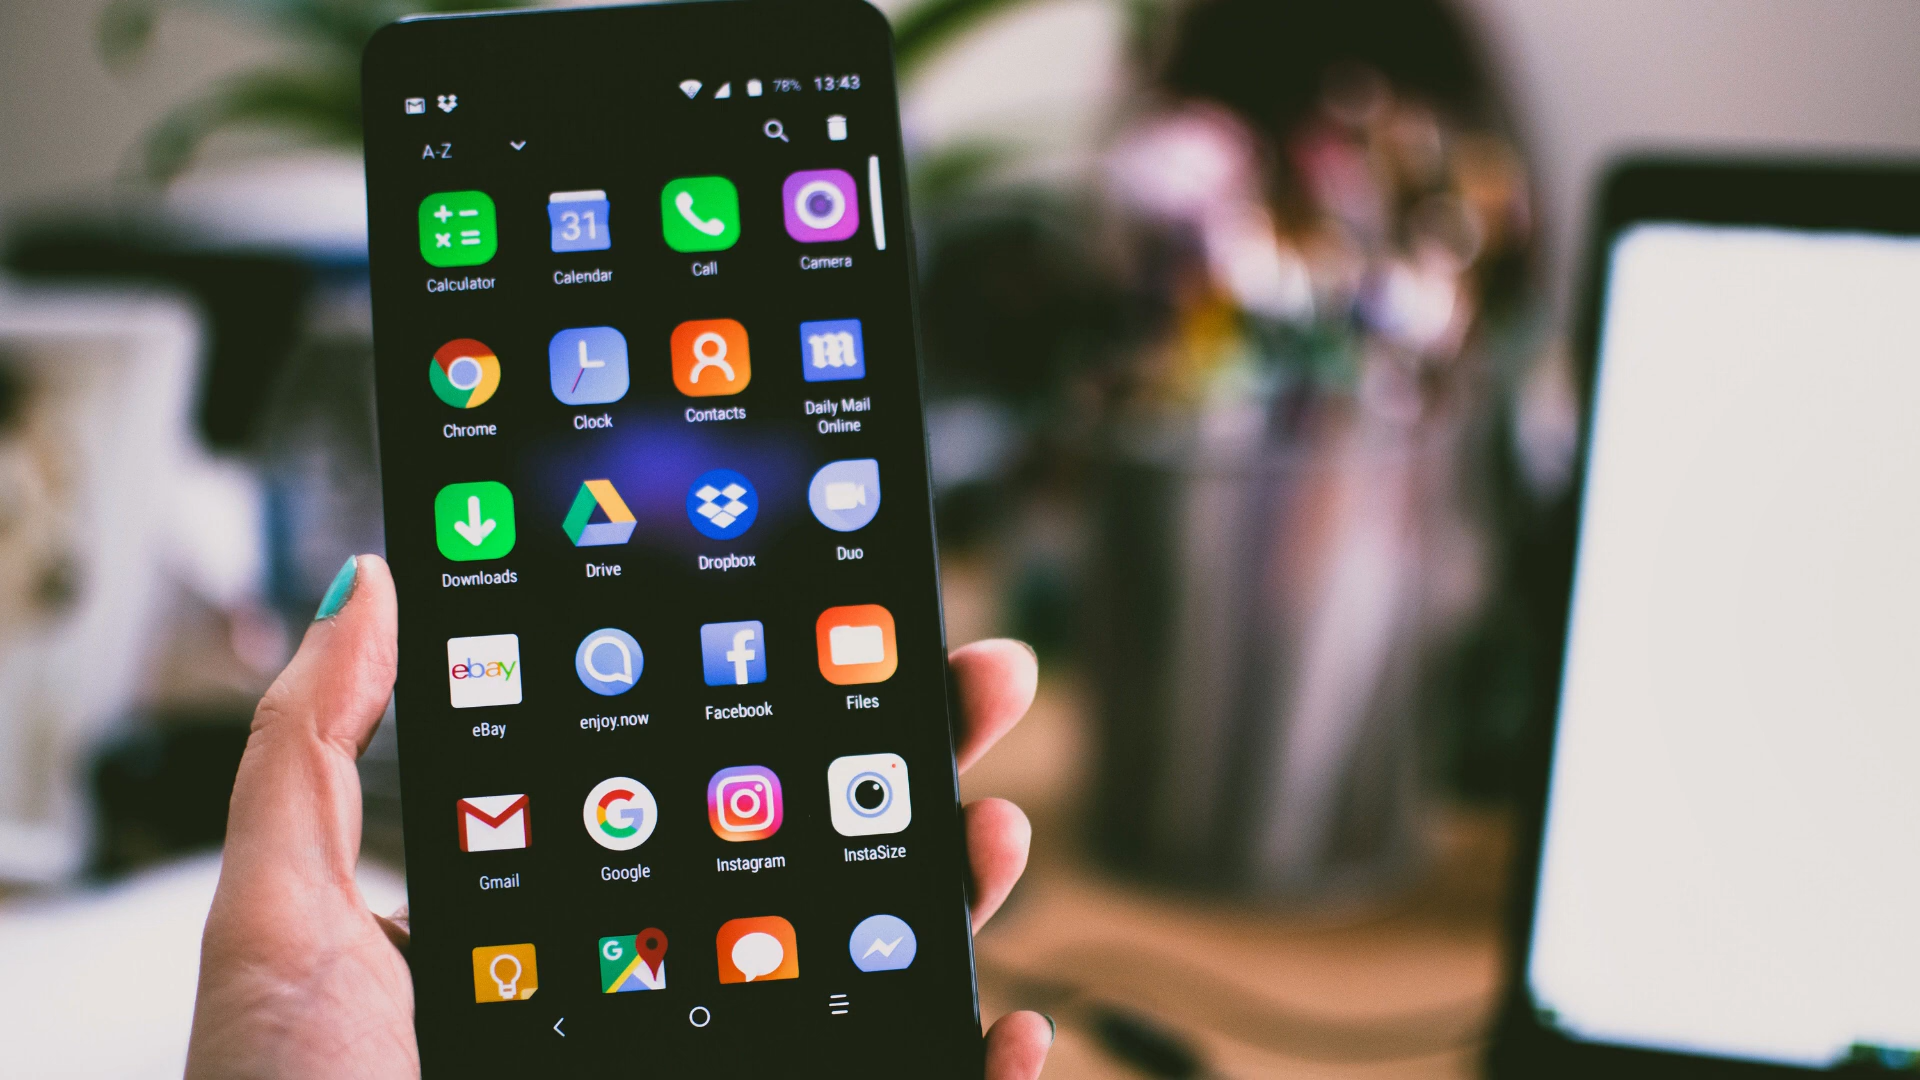 78% 13:43
A-Z
31
Calculator Calendar Call Camera
m
Chrome Clock Contacts Daily Mail
Online
Downloads Drive Dropbox Duo
ebay
f
eBay enjoy.now Facebook Files
G
Gmail Google Instagram InstaSize
G